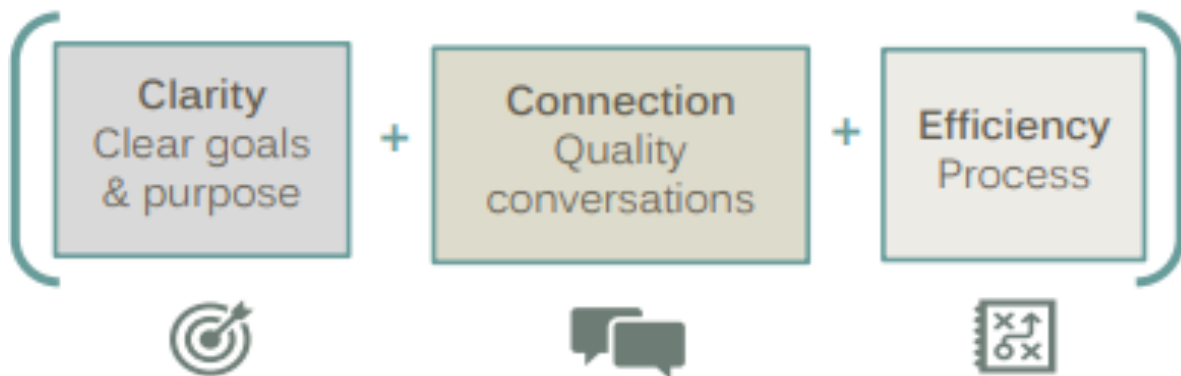 Clarity
Clear goals
& purpose
+
Connection
Quality
conversations
+
Efficiency
Process